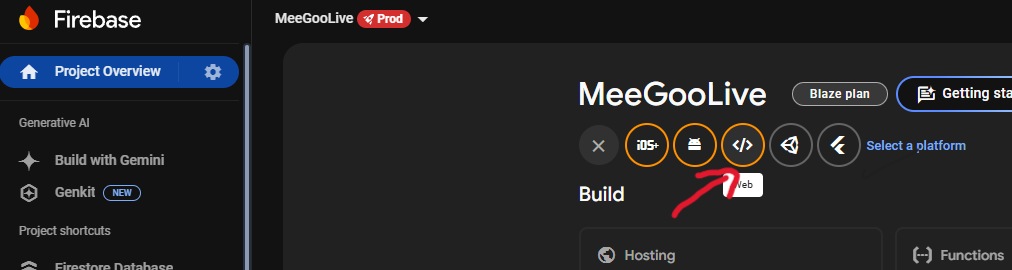 Firebase
MeeGooLive Prod
Project Overview
MeeGooLive Blaze plan Getting sta
iOS+ </> Select a platform
Web
Generative AI
Build with Gemini
Genkit NEW
Build
Project shortcuts
Hosting
Functions
Firestore Database